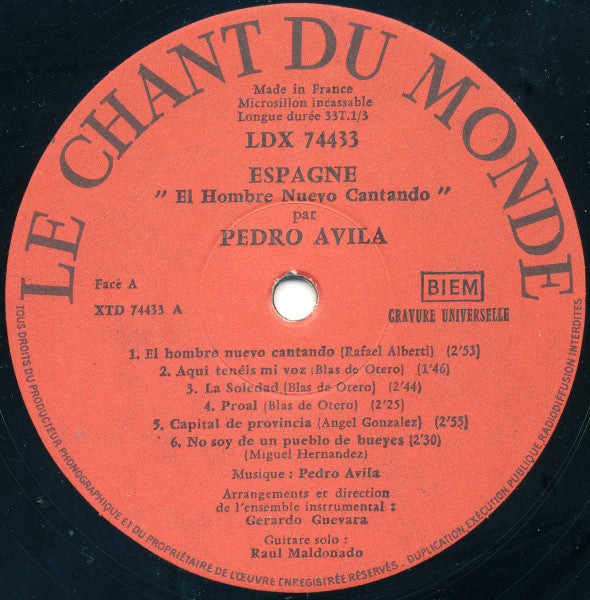 LE CHANT DU MONDE
Made in France
Microsillon incassable
Longue durée 33T.1/3
LDX 74433
ESPAGNE
" El Hombre Nuevo Cantando "
par
PEDRO AVILA
Face A
XTD 74433 A
BIEM
GRAVURE UNIVERSELLE
1. El hombre nuevo cantando (Rafael Alberti) (2'53)
2. Aqui tenéis mi voz (Blas de Otero) (1'46)
3. La Soledad (Blas de Otero) (2'44)
4. Proal (Blas de Otero) (2'25)
5. Capital de provincia (Angel Gonzalez) (2'55)
6. No soy de un pueblo de bueyes (2'30)
(Miguel Hernandez)
Musique : Pedro Avila
Arrangements et direction
de l'ensemble instrumental :
Gerardo Guevara
Guitare solo :
Raul Maldonado
TOUS DROITS DU PRODUCTEUR PHONOGRAPHIQUE ET DU PROPRIÉTAIRE DE L'ŒUVRE ENREGISTRÉE RÉSERVÉS - DUPLICATION, EXÉCUTION PUBLIQUE, RADIODIFFUSION INTERDITES